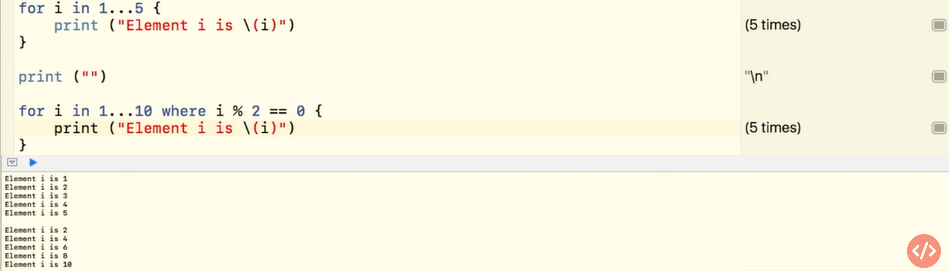 for i in 1...5 {
    print ("Element i is \(i)")
(5 times)
}
print ("")
"\n"
for i in 1...10 where i % 2 == 0 {
    print ("Element i is \(i)")
(5 times)
}
Element i is 1
Element i is 2
Element i is 3
Element i is 4
Element i is 5
Element i is 2
Element i is 4
Element i is 6
Element i is 8
Element i is 10